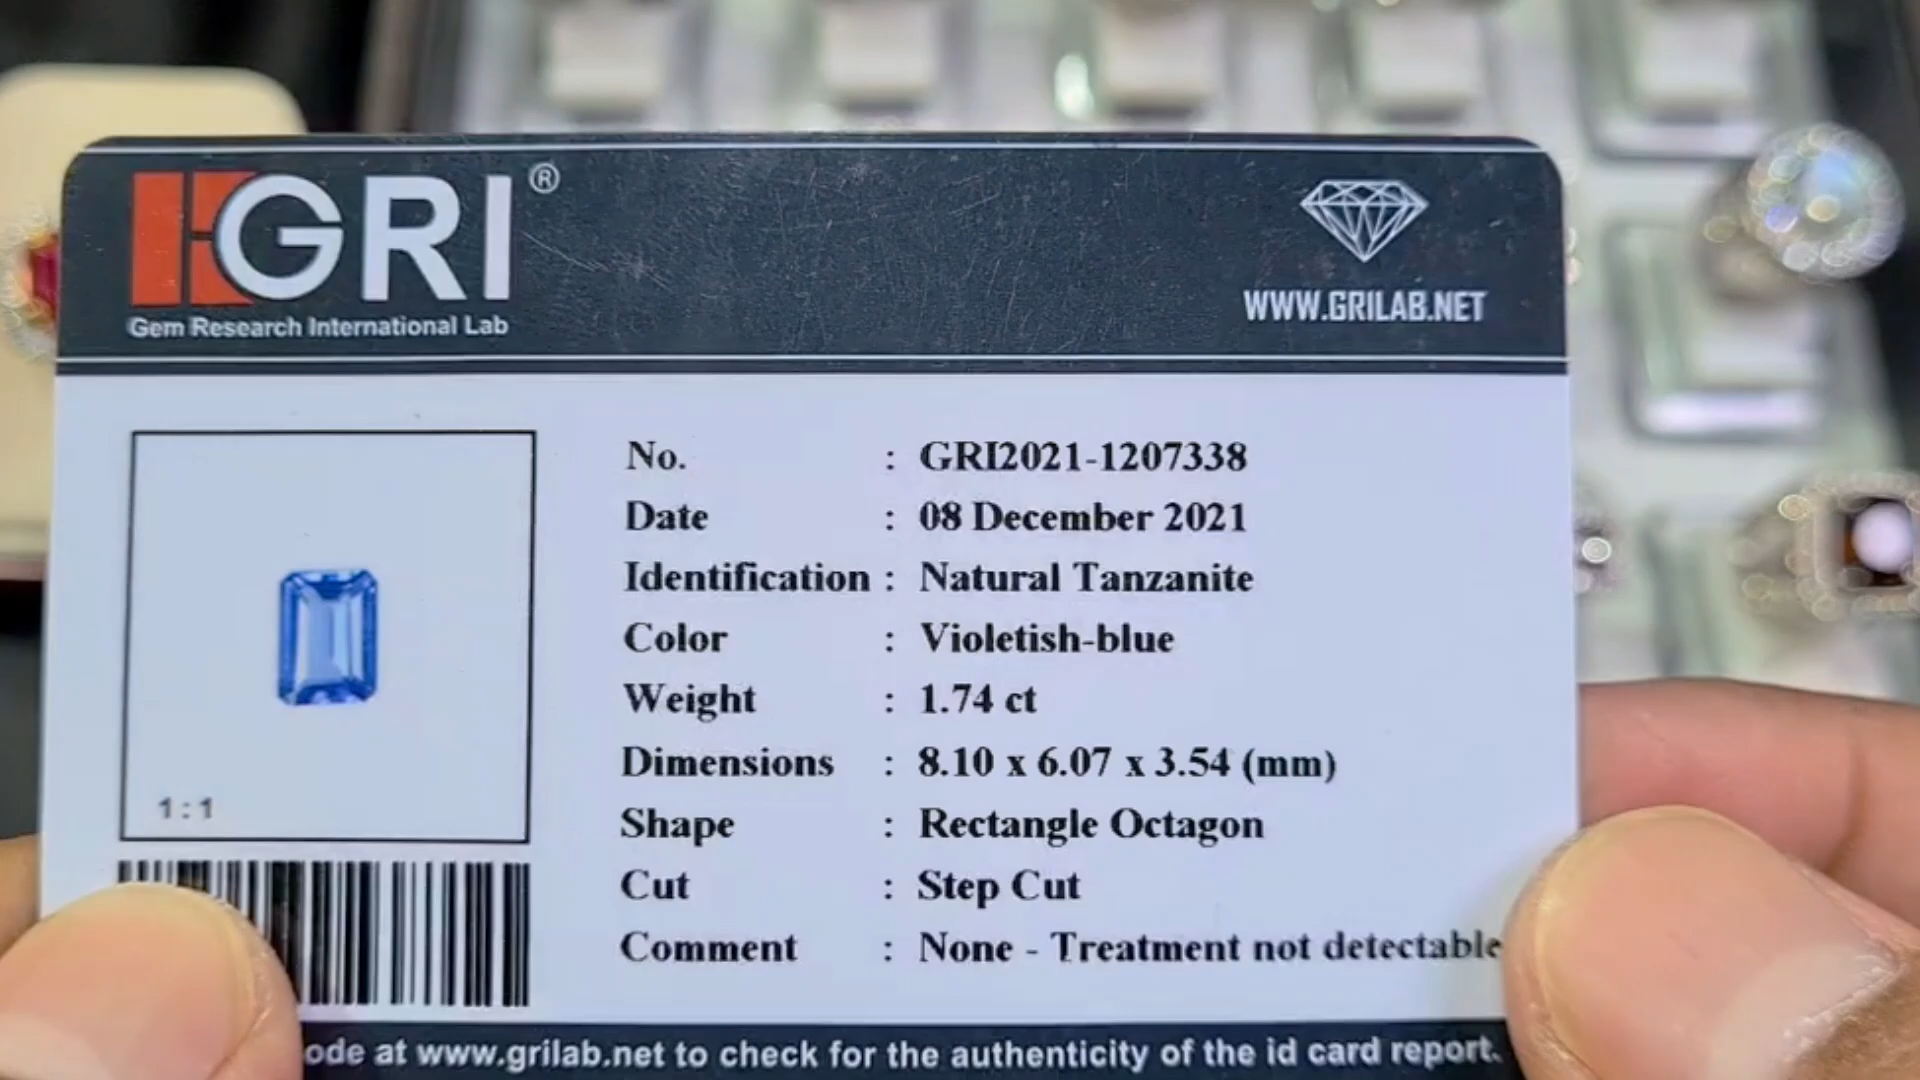 GRI®
Gem Research International Lab
WWW.GRILAB.NET
No. : GRI2021-1207338
Date : 08 December 2021
Identification : Natural Tanzanite
Color : Violetish-blue
Weight : 1.74 ct
Dimensions : 8.10 x 6.07 x 3.54 (mm)
Shape : Rectangle Octagon
Cut : Step Cut
Comment : None - Treatment not detectable
1:1
at www.grilab.net to check for the authenticity of the id card report.